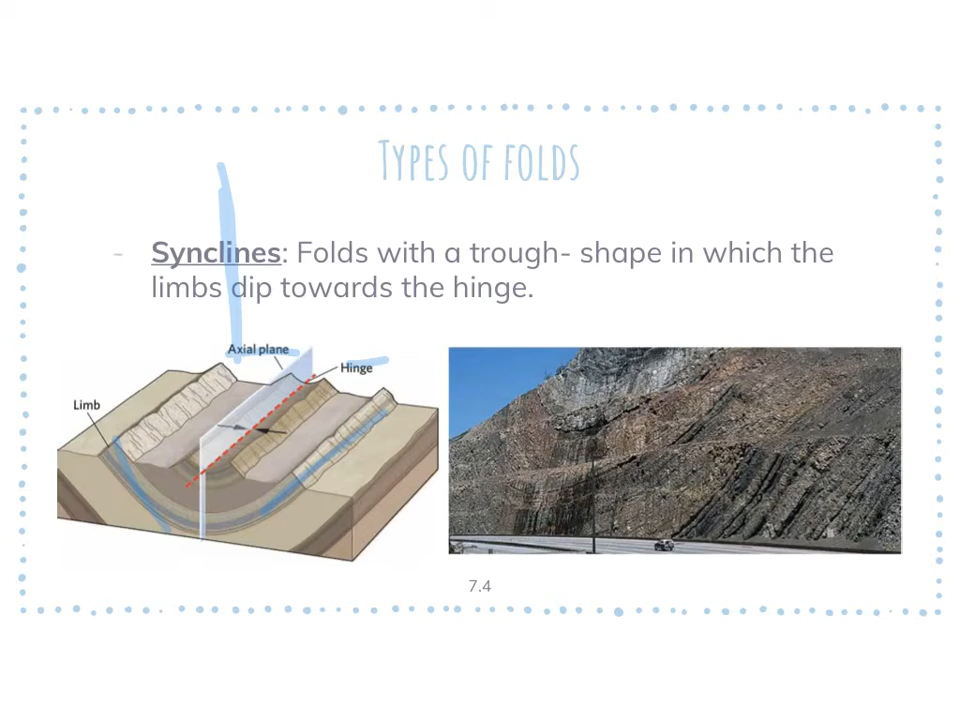 Types of folds
- Synclines: Folds with a trough- shape in which the
limbs dip towards the hinge.
Axial plane
Hinge
Limb
7.4